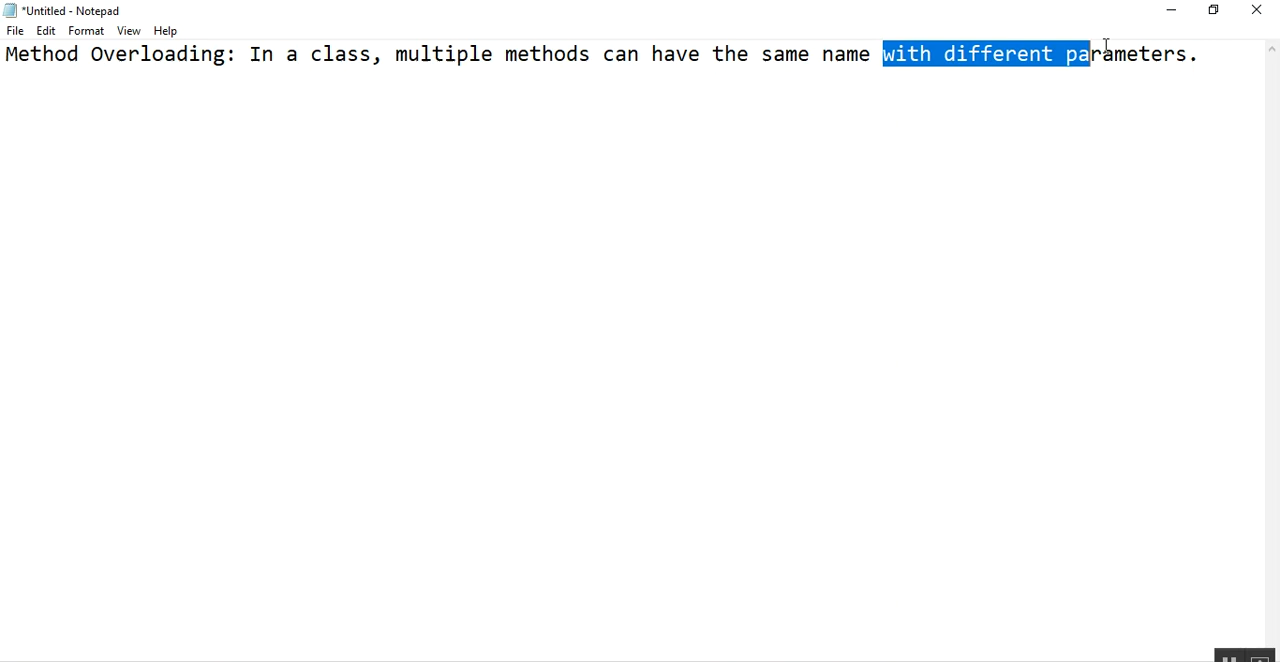 *Untitled - Notepad
File Edit Format View Help
Method Overloading: In a class, multiple methods can have the same name with different parameters.